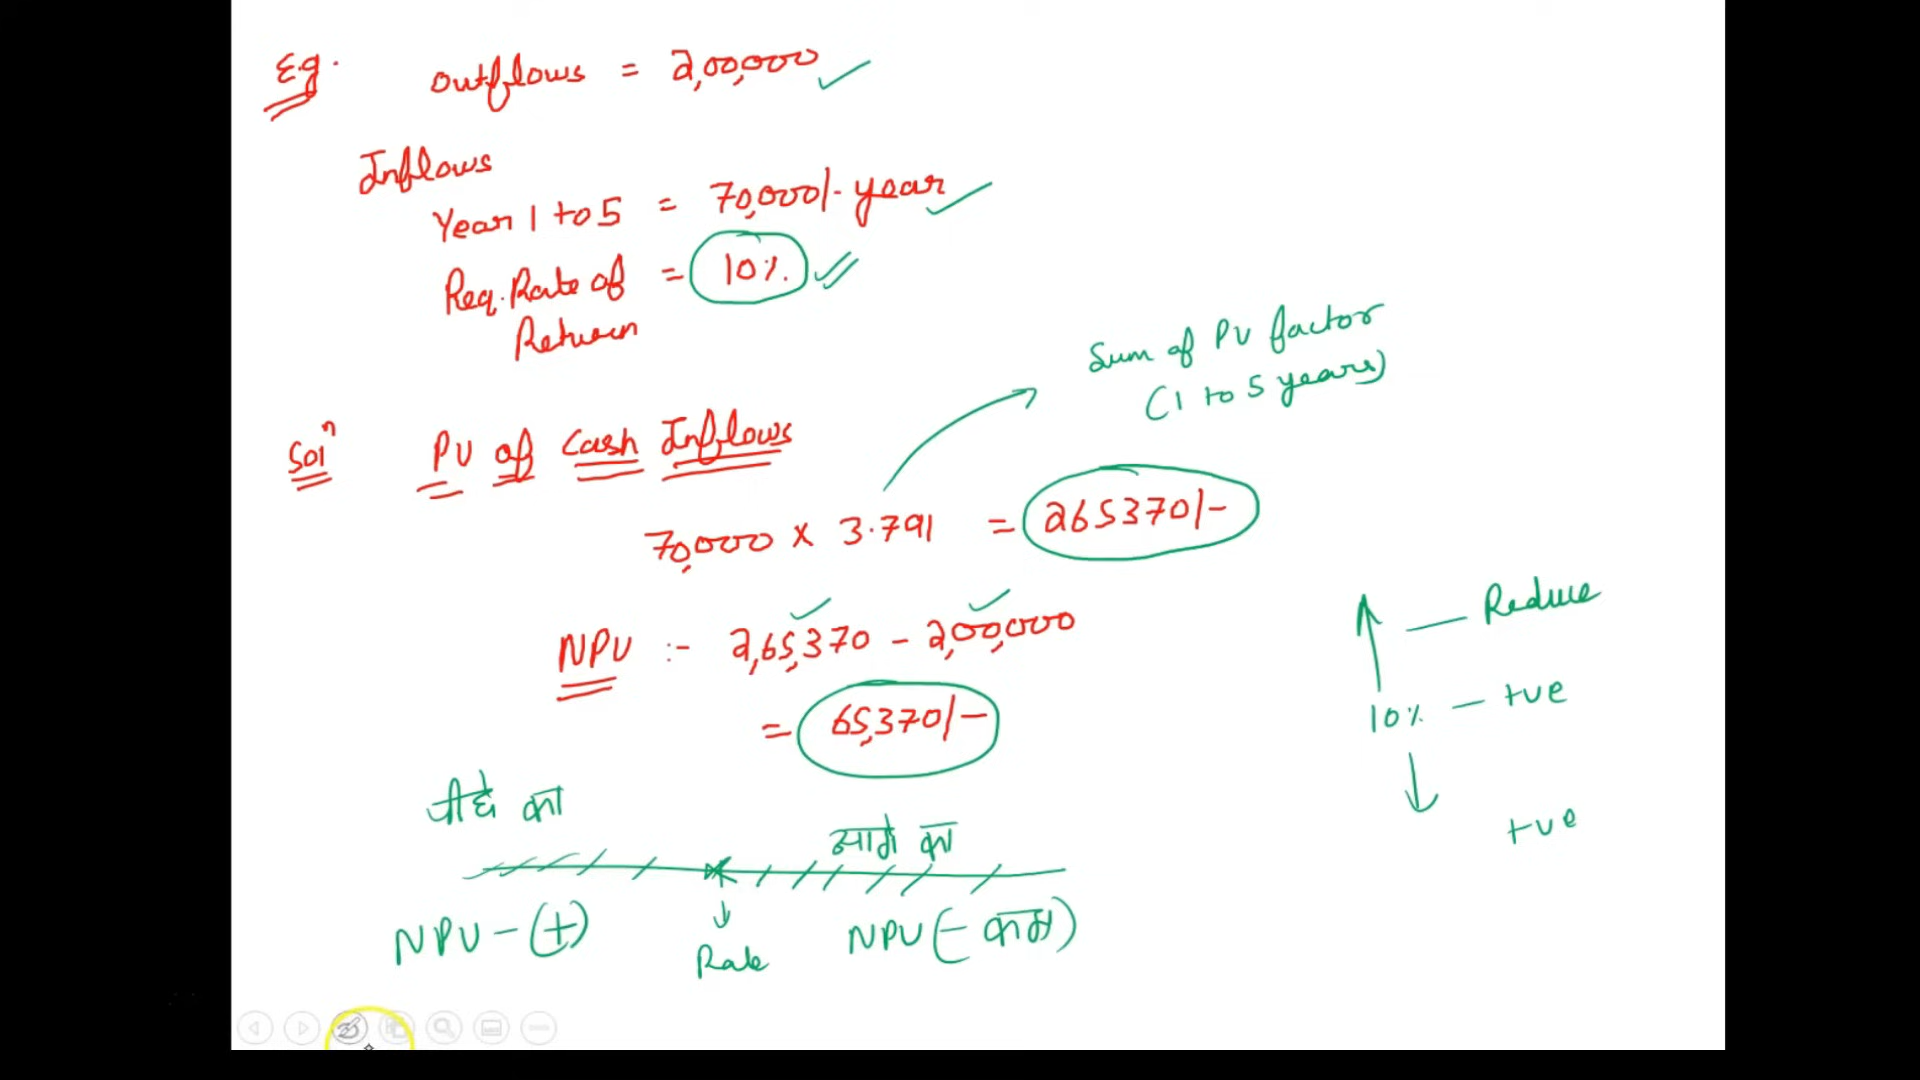 E.g. outflows = 2,00,000
Inflows
Year 1 to 5 = 70,000/- year
Req. Rate of = 10%.
Return
Sum of PV factor
(1 to 5 years)
Solⁿ PV of Cash Inflows
70,000 x 3.791 = 265370/-
NPV :- 2,65,370 - 2,00,000
= 65,370/-
Reduce
10% - +ve
+ve
पीछे का आगे का
NPV - (+) Rate NPV (- काम)